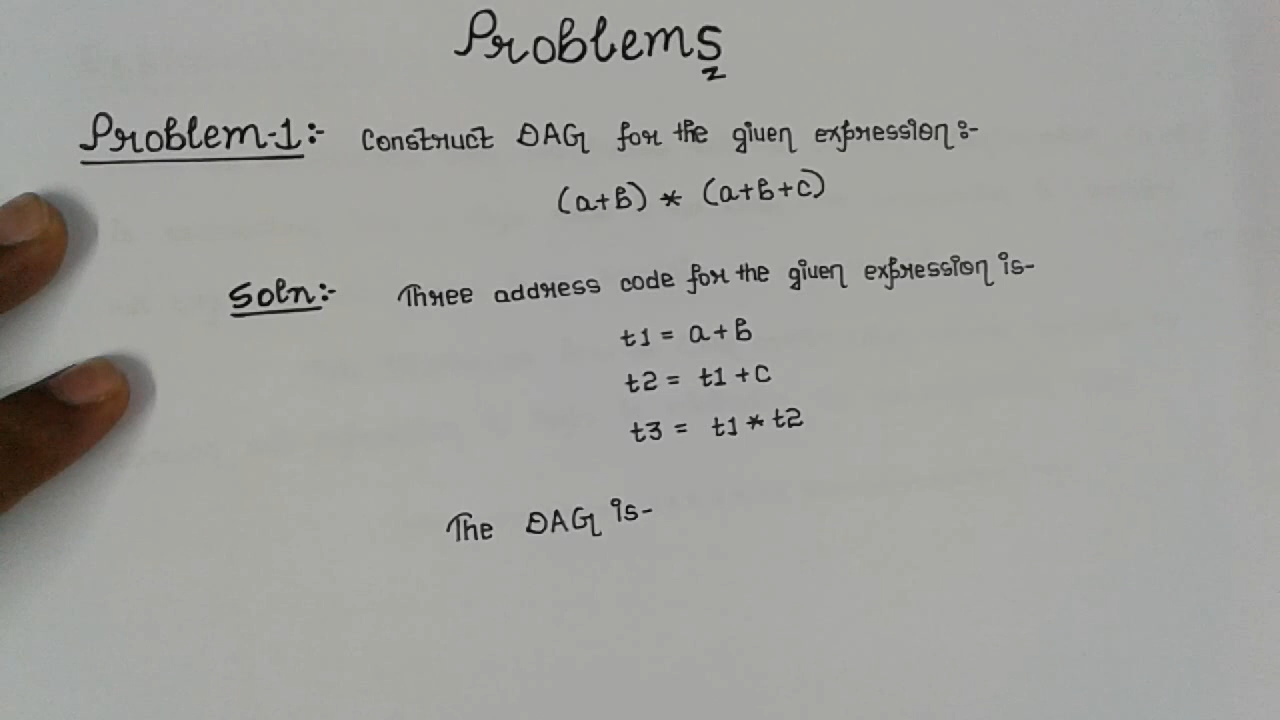 Problems
Problem-1:- Construct DAG for the given expression:-
(a+b) * (a+b+c)
Soln:- Three address code for the given expression is-
t1 = a+b
t2 = t1+c
t3 = t1*t2
The DAG is-